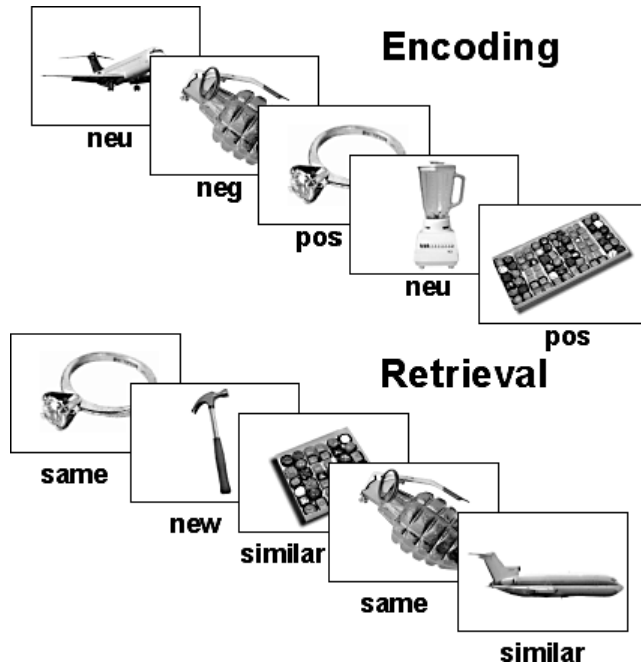 Encoding
neu
neg
pos
neu
pos
Retrieval
same
new
similar
same
similar